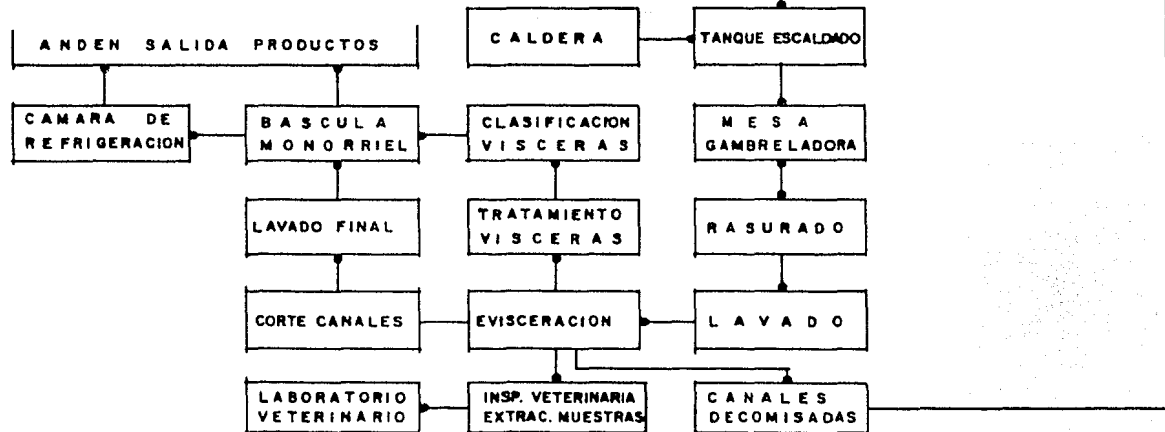 CALDERA
TANQUE ESCALDADO
ANDEN SALIDA PRODUCTOS
CAMARA DE
REFRIGERACION
BASCULA
MONORRIEL
CLASIFICACION
VISCERAS
MESA
GAMBRELADORA
LAVADO FINAL
TRATAMIENTO
VISCERAS
RASURADO
CORTE CANALES
EVISCERACION
LAVADO
LABORATORIO
VETERINARIO
INSP. VETERINARIA
EXTRAC. MUESTRAS
CANALES
DECOMISADAS